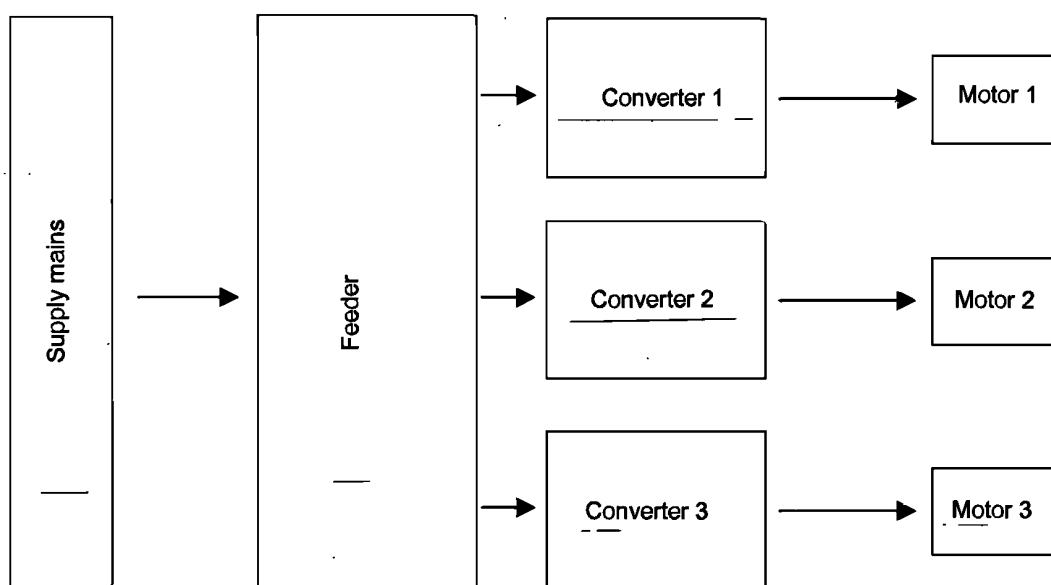 Supply mains
Feeder
Converter 1
Motor 1
Converter 2
Motor 2
Converter 3
Motor 3